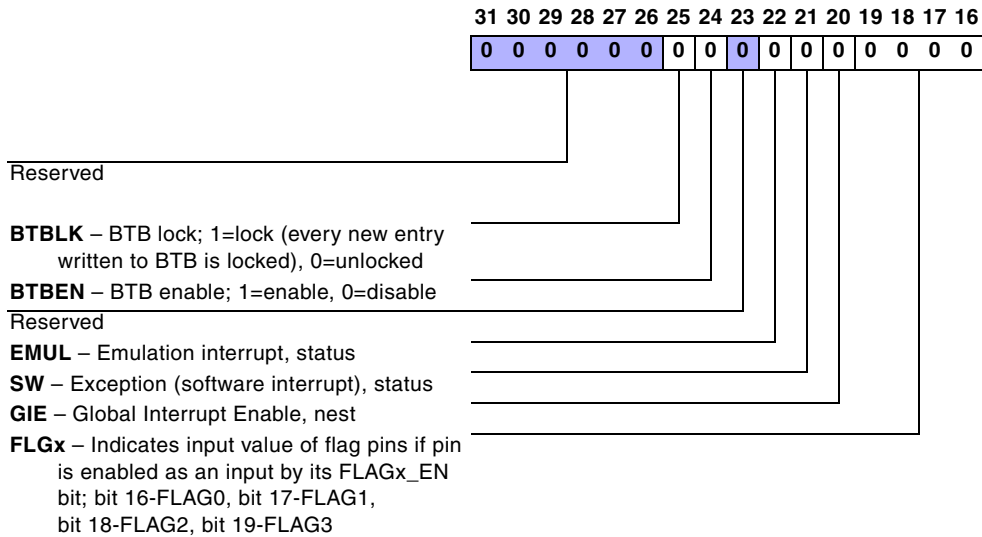 31 30 29 28 27 26 25 24 23 22 21 20 19 18 17 16
0 0 0 0 0 0 0 0 0 0 0 0 0 0 0 0
Reserved
BTBLK – BTB lock; 1=lock (every new entry
written to BTB is locked), 0=unlocked
BTBEN – BTB enable; 1=enable, 0=disable
Reserved
EMUL – Emulation interrupt, status
SW – Exception (software interrupt), status
GIE – Global Interrupt Enable, nest
FLGx – Indicates input value of flag pins if pin
is enabled as an input by its FLAGx_EN
bit; bit 16-FLAG0, bit 17-FLAG1,
bit 18-FLAG2, bit 19-FLAG3